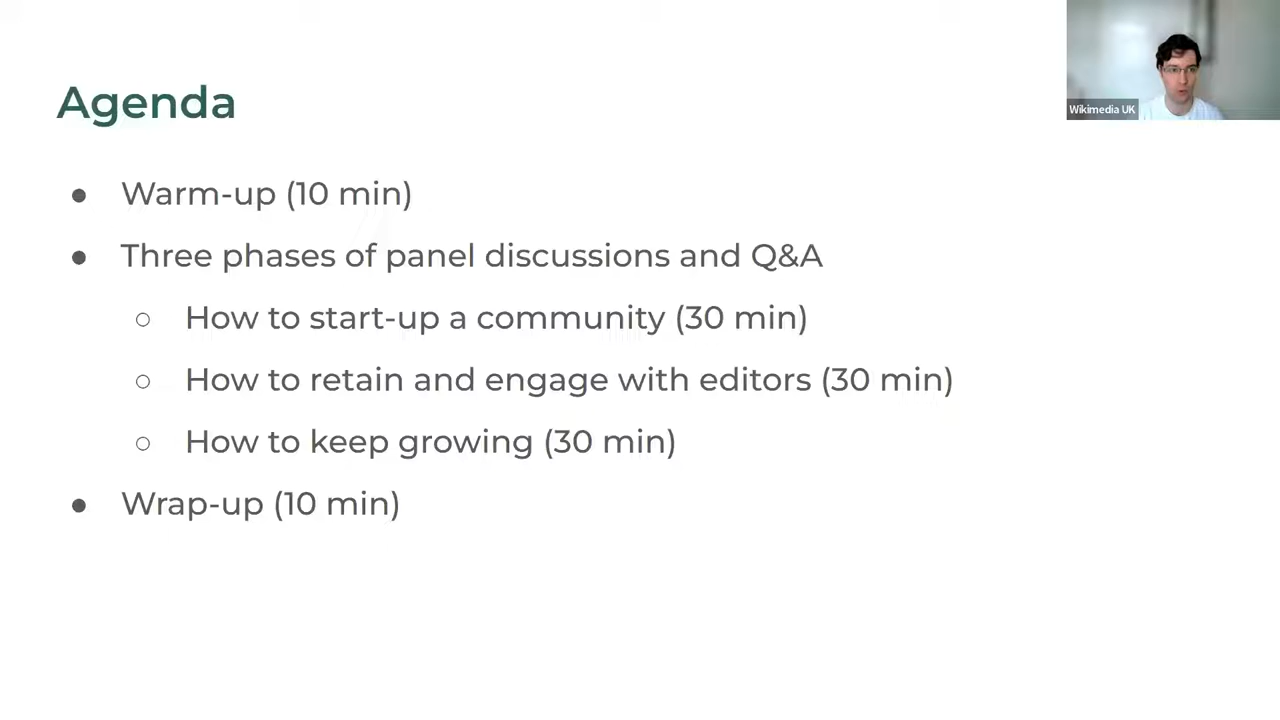 Agenda
Wikimedia UK
● Warm-up (10 min)
● Three phases of panel discussions and Q&A
○ How to start-up a community (30 min)
○ How to retain and engage with editors (30 min)
○ How to keep growing (30 min)
● Wrap-up (10 min)